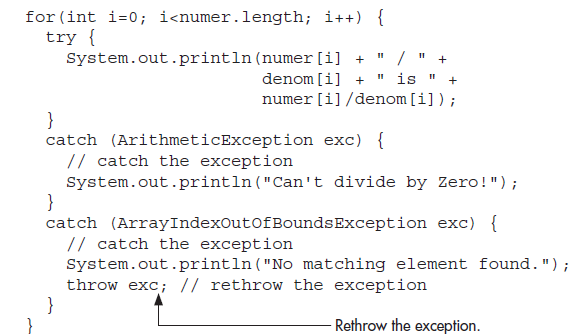 for(int i=0; i<numer.length; i++) {
try {
System.out.println(numer[i] + " / " +
denom[i] + " is " +
numer[i]/denom[i]);
}
catch (ArithmeticException exc) {
// catch the exception
System.out.println("Can't divide by Zero!");
}
catch (ArrayIndexOutOfBoundsException exc) {
// catch the exception
System.out.println("No matching element found.");
throw exc; // rethrow the exception
}
}
Rethrow the exception.